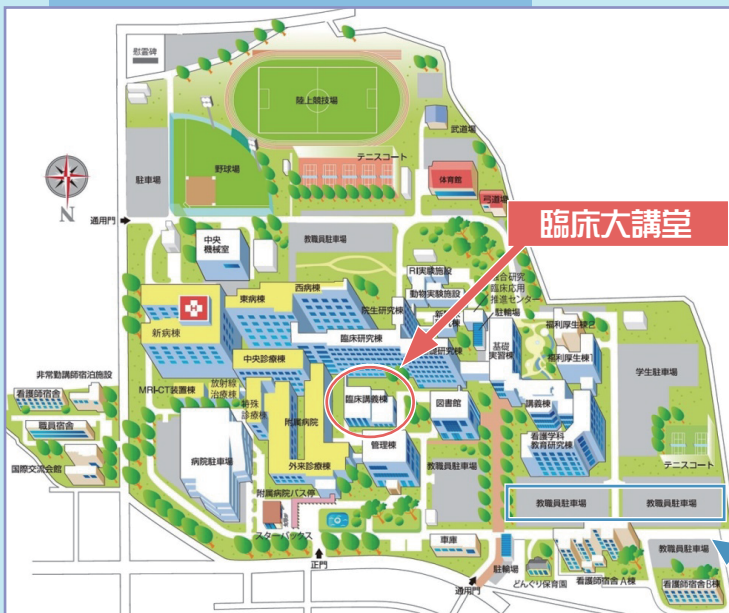 慰霊碑
陸上競技場
武道場
テニスコート
駐車場
野球場
体育館
弓道場
N
通用門
教職員駐車場
臨床大講堂
中央
機械室
西病棟
東病棟
RI実験施設
動物実験施設
臨床応用
推進センター
駐輪場
院生研究棟
H
新病棟
臨床研究棟
基礎
実習棟
福利厚生棟2
福利厚生棟1
学生駐車場
中央診療棟
非常勤講師宿泊施設
看護師宿舎
MRI-CT装置棟
放射線
治療棟
特殊
診療棟
臨床講義棟
図書館
講義棟
職員宿舎
附属病院
看護学科
教育研究棟
国際交流会館
病院駐車場
外来診療棟
管理棟
教職員駐車場
テニスコート
附属病院バス停
教職員駐車場
教職員駐車場
スターバックス
正門
車庫
駐輪場
通用門
どんぐり保育園
看護師宿舎A棟
教職員駐車場
看護師宿舎B棟